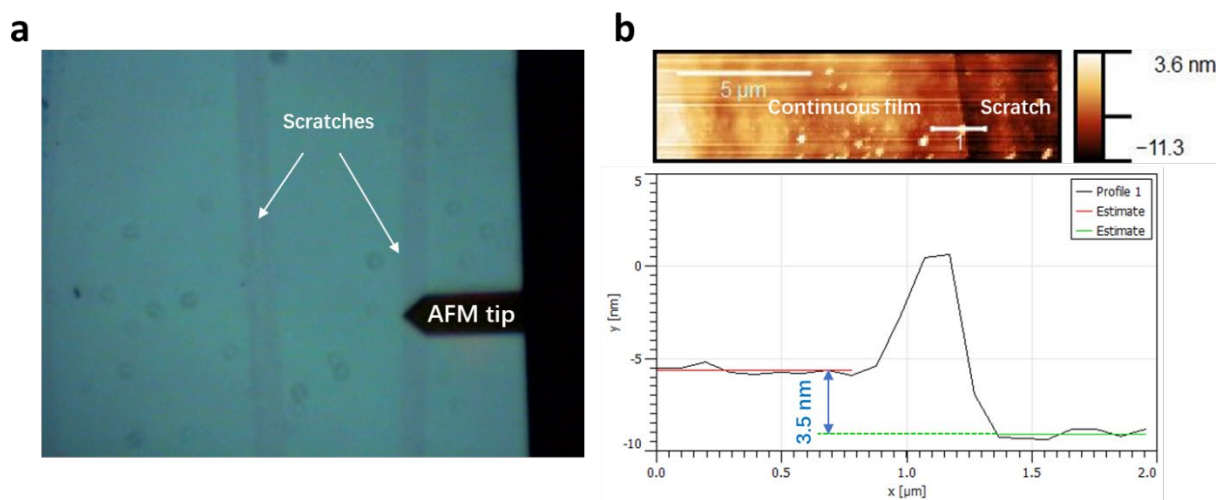 a
Scratches
AFM tip
b
5 µm
Continuous film
Scratch
1
3.6 nm
−11.3
5
0
-5
-10
y [nm]
Profile 1
Estimate
Estimate
3.5 nm
0.0
0.5
1.0
1.5
2.0
x [µm]